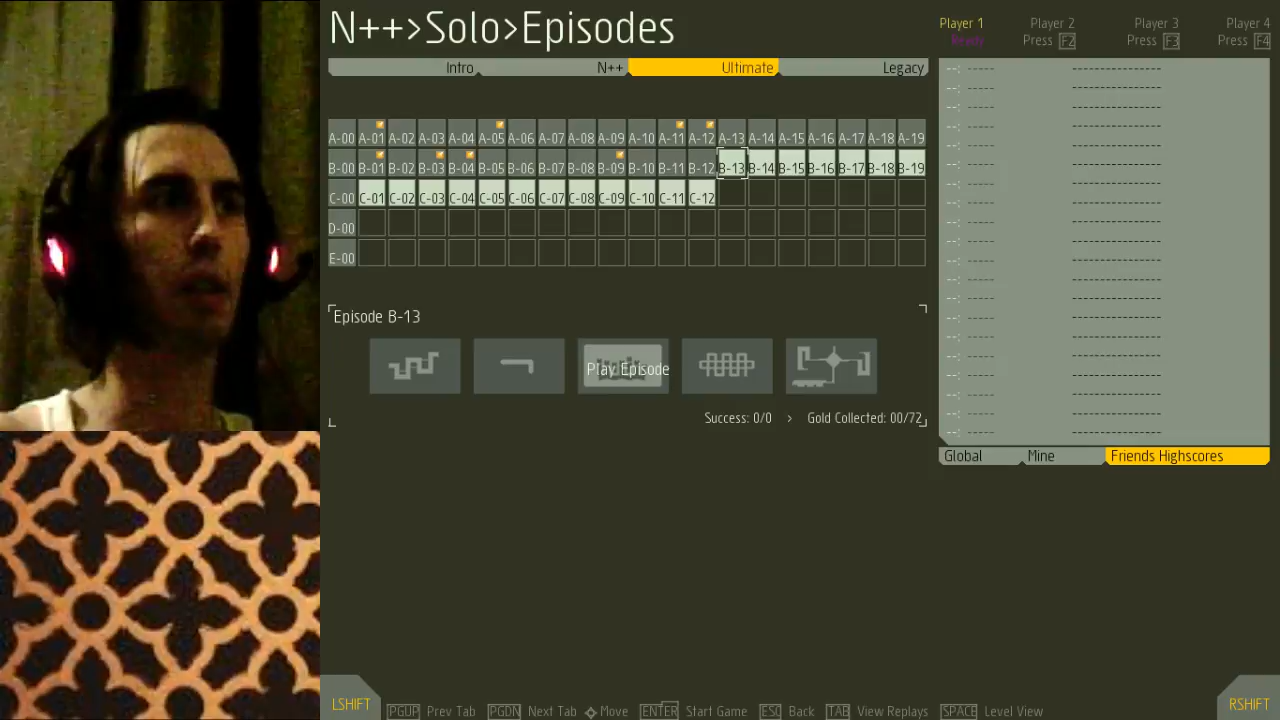 N++>Solo>Episodes
Player 1
Ready
Player 2
Press F2
Player 3
Press F3
Player 4
Press F4
Intro
N++
Ultimate
Legacy
A-00 A-01 A-02 A-03 A-04 A-05 A-06 A-07 A-08 A-09 A-10 A-11 A-12 A-13 A-14 A-15 A-16 A-17 A-18 A-19
B-00 B-01 B-02 B-03 B-04 B-05 B-06 B-07 B-08 B-09 B-10 B-11 B-12 B-13 B-14 B-15 B-16 B-17 B-18 B-19
C-00 C-01 C-02 C-03 C-04 C-05 C-06 C-07 C-08 C-09 C-10 C-11 C-12
D-00
E-00
Episode B-13
Play Episode
Success: 0/0 > Gold Collected: 00/72
Global
Mine
Friends Highscores
LSHIFT
PGUP Prev Tab
PGDN Next Tab
Move
ENTER Start Game
ESC Back
TAB View Replays
SPACE Level View
RSHIFT